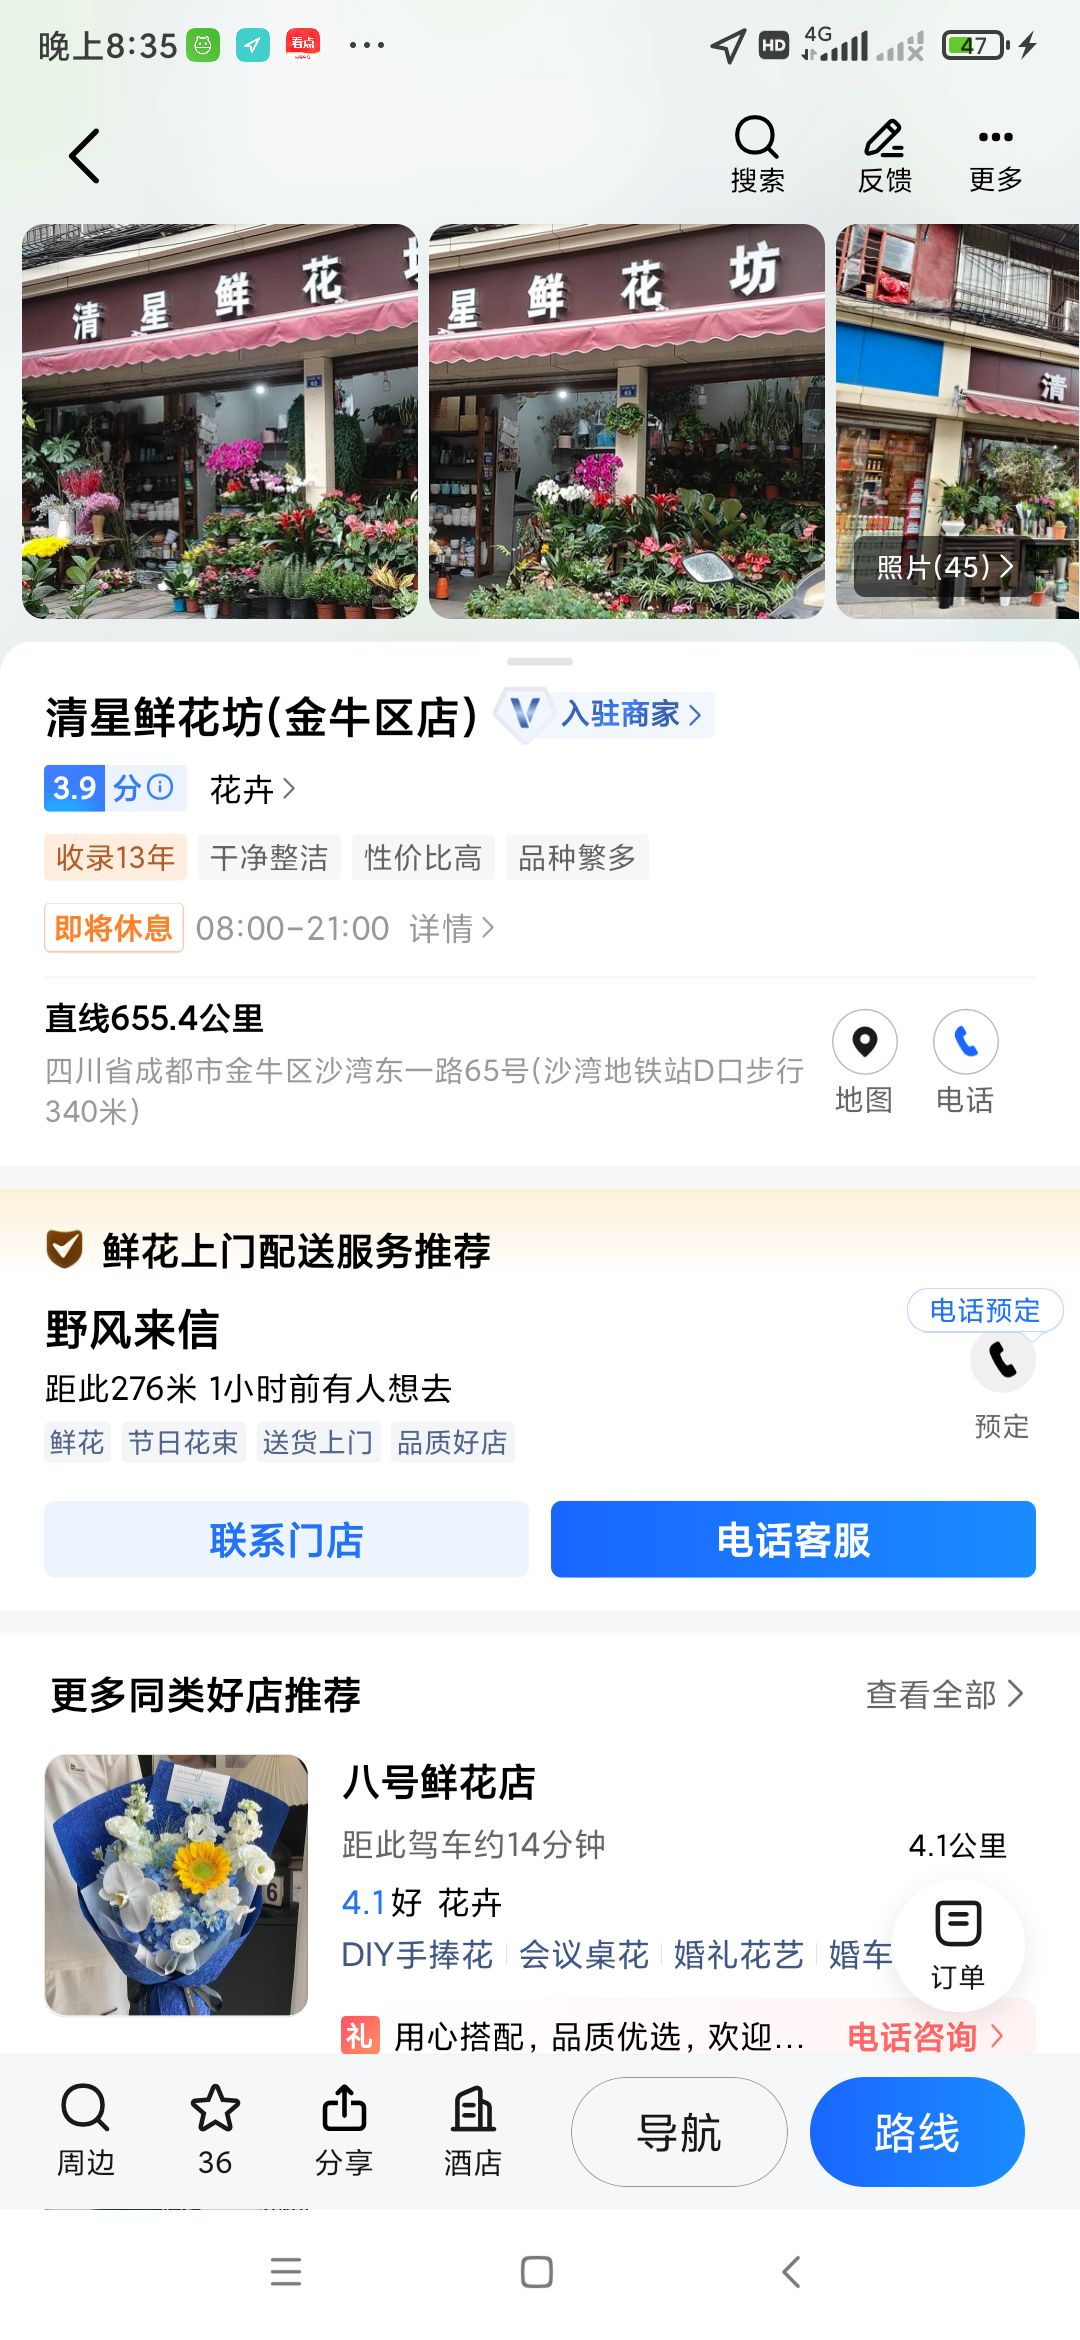 晚上8:35
看点
HD
4G
47
搜索
反馈
更多
清星鲜花
星鲜花坊
清
照片(45)
清星鲜花坊(金牛区店)
V 入驻商家
3.9分
花卉
收录13年
干净整洁
性价比高
品种繁多
即将休息 08:00-21:00 详情
直线655.4公里
四川省成都市金牛区沙湾东一路65号(沙湾地铁站D口步行
340米)
地图
电话
鲜花上门配送服务推荐
野风来信
电话预定
距此276米 1小时前有人想去
预定
鲜花 节日花束 送货上门 品质好店
联系门店
电话客服
更多同类好店推荐
查看全部
八号鲜花店
距此驾车约14分钟
4.1公里
4.1好 花卉
DIY手捧花 会议桌花 婚礼花艺 婚车
订单
礼 用心搭配，品质优选，欢迎...
电话咨询
周边
36
分享
酒店
导航
路线